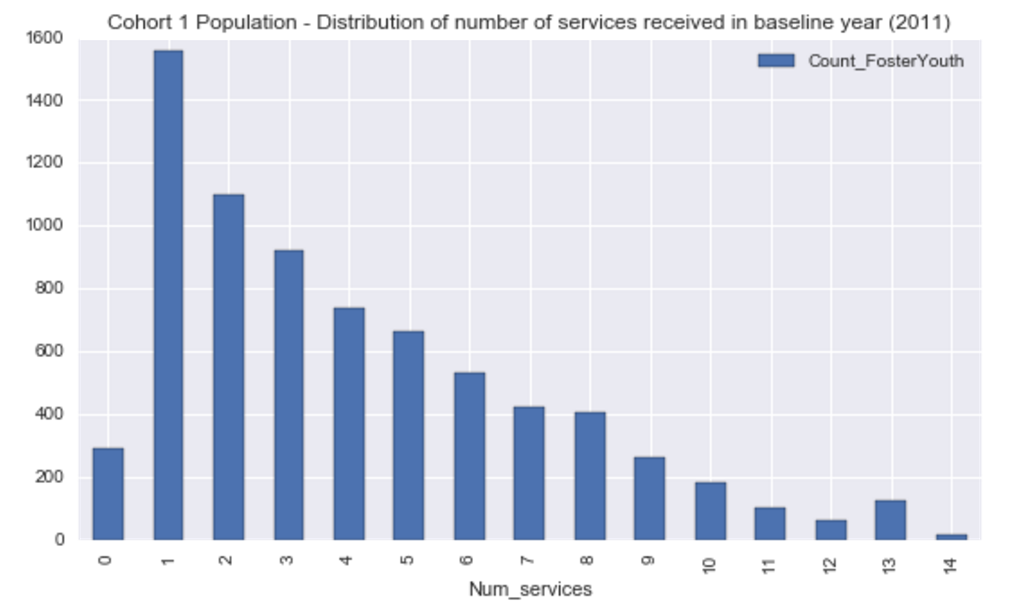 Cohort 1 Population - Distribution of number of services received in baseline year (2011)
Count_FosterYouth
1600
1400
1200
1000
800
600
400
200
0
0 1 2 3 4 5 6 7 8 9 10 11 12 13 14
Num_services